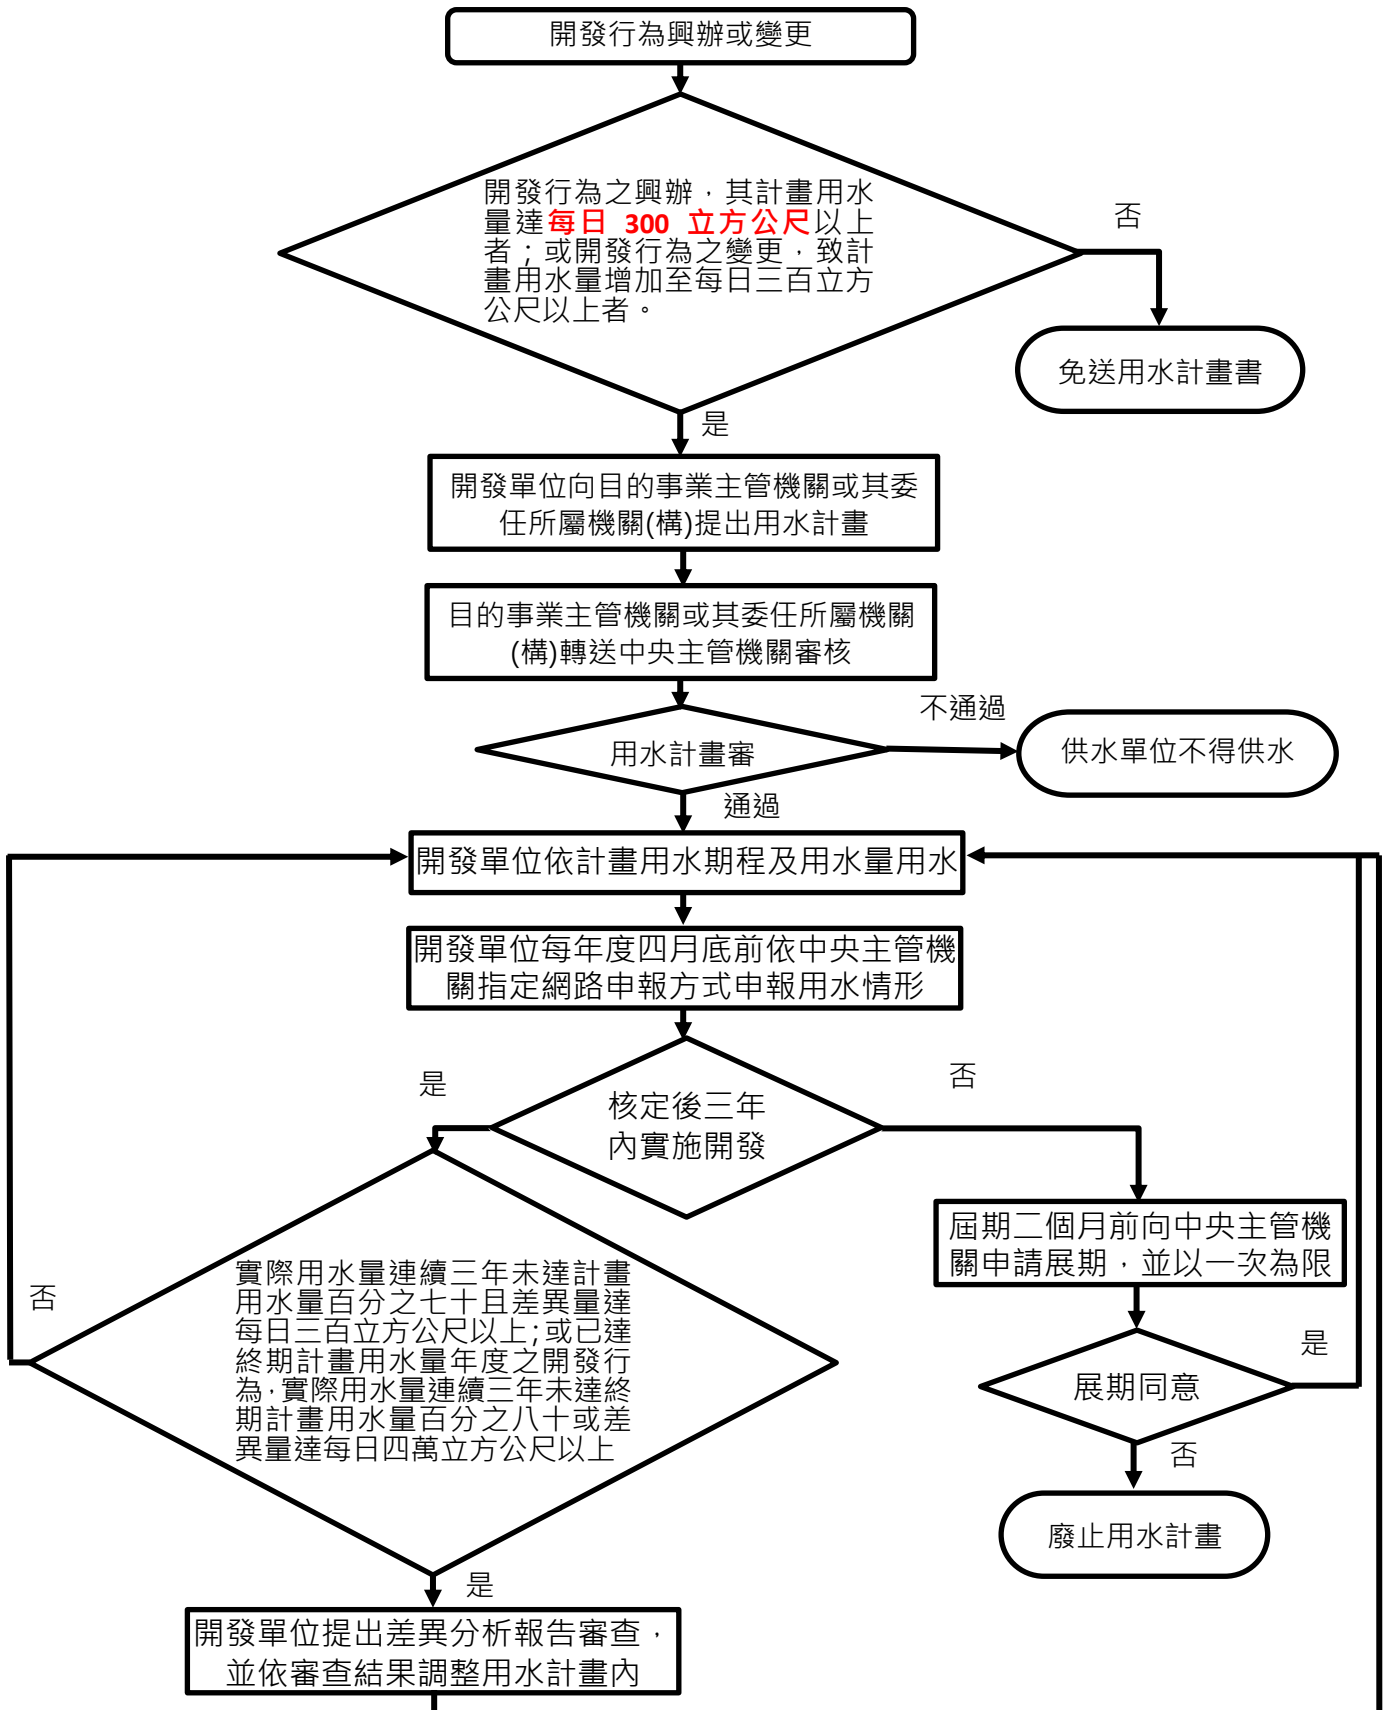 開發行為興辦或變更
開發行為之興辦，其計畫用水
量達每日 300 立方公尺以上
者；或開發行為之變更，致計
畫用水量增加至每日三百立方
公尺以上者。
否
免送用水計畫書
是
開發單位向目的事業主管機關或其委
任所屬機關(構)提出用水計畫
目的事業主管機關或其委任所屬機關
(構)轉送中央主管機關審核
不通過
用水計畫審
供水單位不得供水
通過
開發單位依計畫用水期程及用水量用水
開發單位每年度四月底前依中央主管機
關指定網路申報方式申報用水情形
是
否
核定後三年
內實施開發
屆期二個月前向中央主管機
關申請展期，並以一次為限
否
實際用水量連續三年未達計畫
用水量百分之七十且差異量達
每日三百立方公尺以上；或已達
終期計畫用水量年度之開發行
為，實際用水量連續三年未達終
期計畫用水量百分之八十或差
異量達每日四萬立方公尺以上
是
展期同意
否
廢止用水計畫
是
開發單位提出差異分析報告審查，
並依審查結果調整用水計畫內